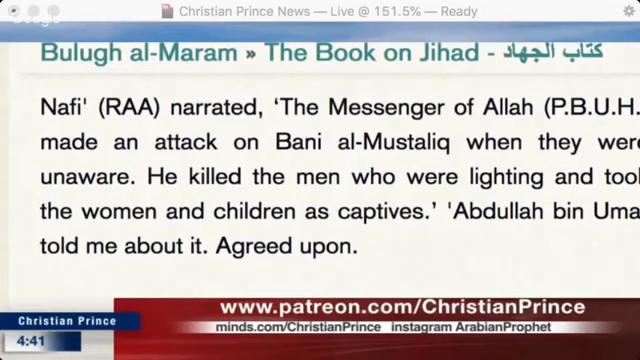 Christian Prince News — Live @ 151.5% — Ready
Bulugh al-Maram » The Book on Jihad - كتاب الجهاد
Nafi' (RAA) narrated, 'The Messenger of Allah (P.B.U.H.
made an attack on Bani al-Mustaliq when they were
unaware. He killed the men who were lighting and took
the women and children as captives.' 'Abdullah bin Uma
told me about it. Agreed upon.
www.patreon.com/ChristianPrince
Christian Prince
minds.com/ChristianPrince instagram ArabianProphet
4:41